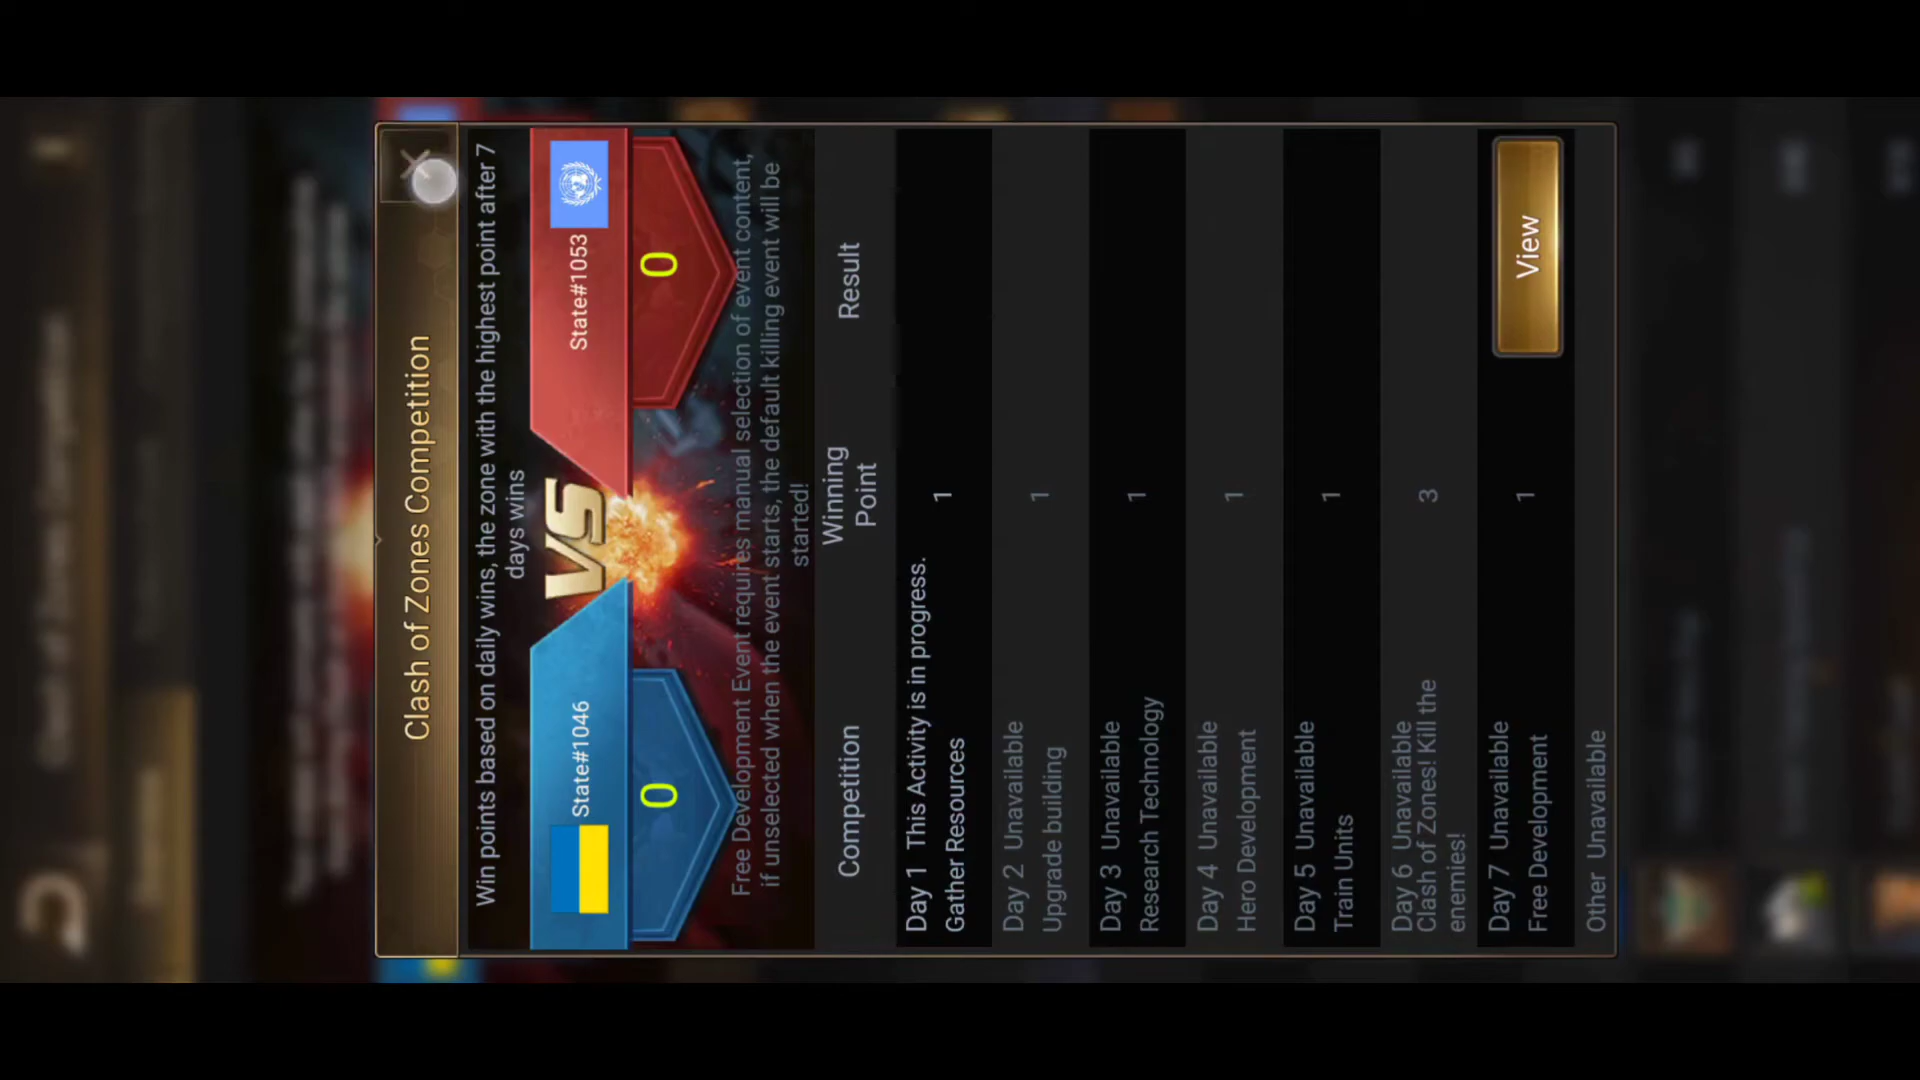 Clash of Zones Competition
Win points based on daily wins, the zone with the highest point after 7
days wins
State#1046
VS
State#1053
0
0
Free Development Event requires manual selection of event content,
if unselected when the event starts, the default killing event will be
started!
Competition
Winning
Point
Result
Day 1 This Activity is in progress.
Gather Resources
1
Day 2 Unavailable
Upgrade building
1
Day 3 Unavailable
Research Technology
1
Day 4 Unavailable
Hero Development
1
Day 5 Unavailable
Train Units
1
Day 6 Unavailable
Clash of Zones! Kill the
enemies!
3
Day 7 Unavailable
Free Development
1
View
Other Unavailable